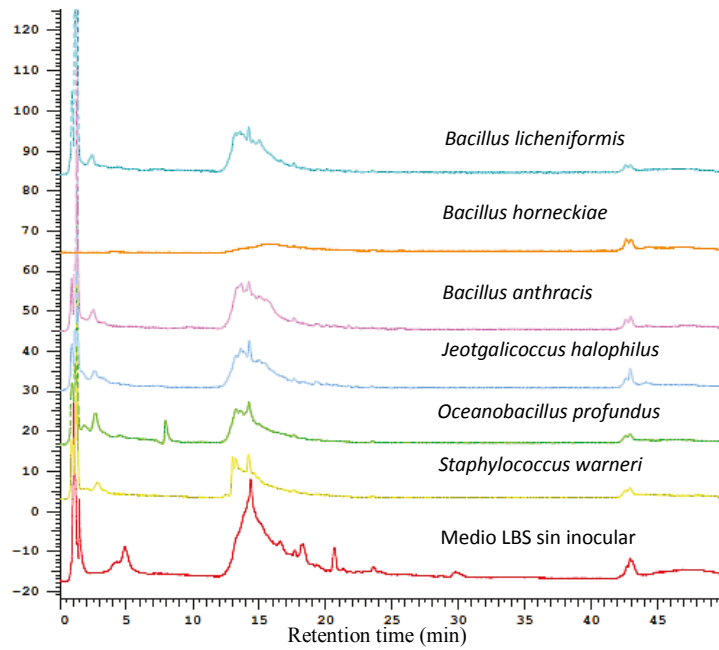 120
110
100
90
80
70
60
50
40
30
20
10
0
-10
-20
Bacillus licheniformis
Bacillus horneckiae
Bacillus anthracis
Jeotgalicoccus halophilus
Oceanobacillus profundus
Staphylococcus warneri
Medio LBS sin inocular
0 5 10 15 20 25 30 35 40 45
Retention time (min)